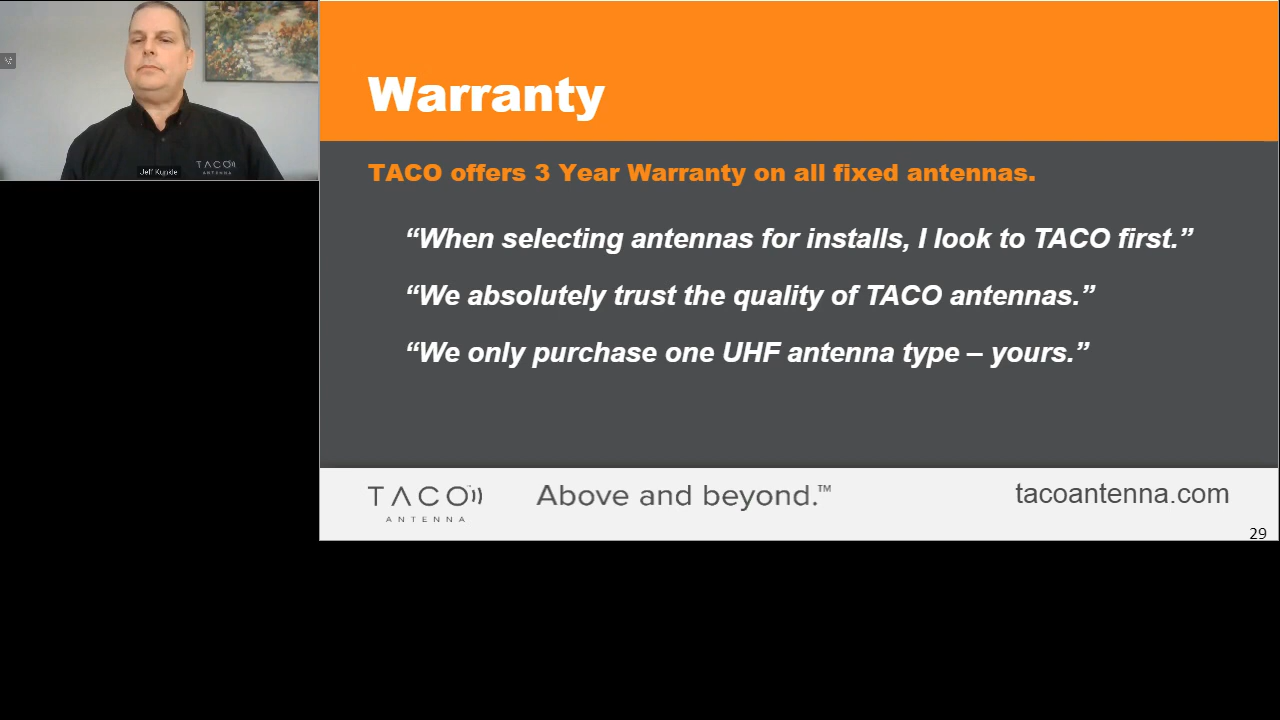 Warranty
TACO offers 3 Year Warranty on all fixed antennas.
“When selecting antennas for installs, I look to TACO first.”
“We absolutely trust the quality of TACO antennas.”
“We only purchase one UHF antenna type – yours.”
TACO
ANTENNA
Above and beyond.™
tacoantenna.com
29
TACO
ANTENNA
Jeff Kunkle